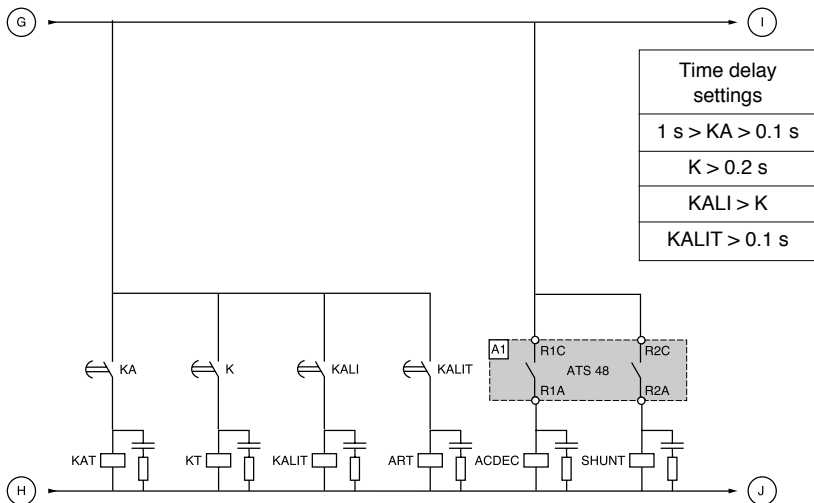 G
I
Time delay
settings
1 s > KA > 0.1 s
K > 0.2 s
KALI > K
KALIT > 0.1 s
A1
R1C
R2C
KA
K
KALI
KALIT
ATS 48
R1A
R2A
KAT
KT
KALIT
ART
ACDEC
SHUNT
H
J